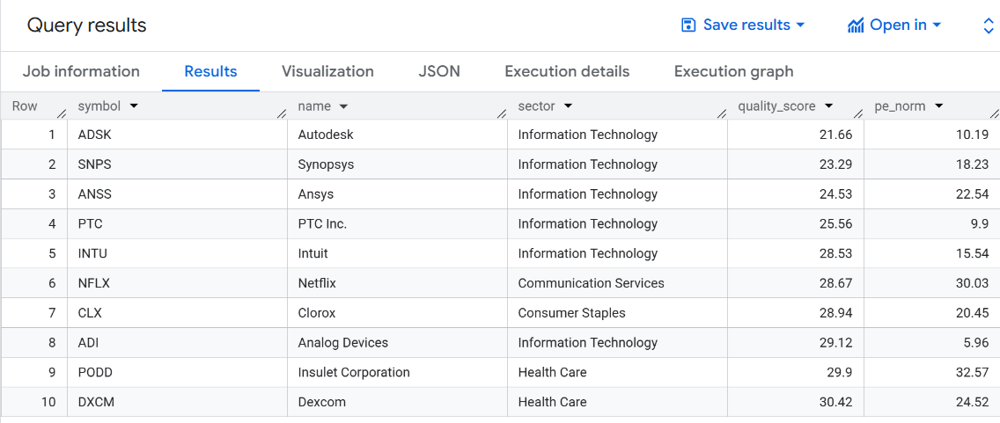 Query results Save results Open in
Job information Results Visualization JSON Execution details Execution graph
Row symbol name sector quality_score pe_norm
1 ADSK Autodesk Information Technology 21.66 10.19
2 SNPS Synopsys Information Technology 23.29 18.23
3 ANSS Ansys Information Technology 24.53 22.54
4 PTC PTC Inc. Information Technology 25.56 9.9
5 INTU Intuit Information Technology 28.53 15.54
6 NFLX Netflix Communication Services 28.67 30.03
7 CLX Clorox Consumer Staples 28.94 20.45
8 ADI Analog Devices Information Technology 29.12 5.96
9 PODD Insulet Corporation Health Care 29.9 32.57
10 DXCM Dexcom Health Care 30.42 24.52